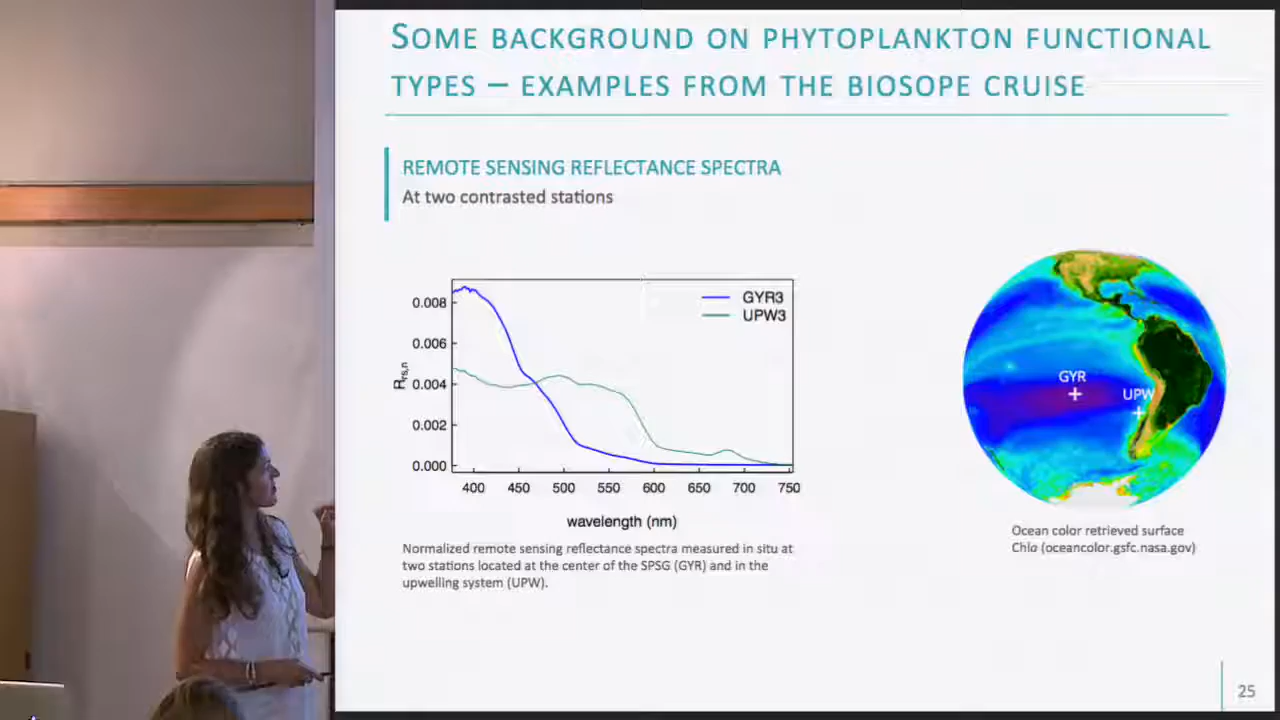 SOME BACKGROUND ON PHYTOPLANKTON FUNCTIONAL
TYPES – EXAMPLES FROM THE BIOSOPE CRUISE
REMOTE SENSING REFLECTANCE SPECTRA
At two contrasted stations
GYR3
UPW3
0.008
0.006
0.004
0.002
0.000
Rrs,n
400 450 500 550 600 650 700 750
wavelength (nm)
Normalized remote sensing reflectance spectra measured in situ at
two stations located at the center of the SPSG (GYR) and in the
upwelling system (UPW).
GYR
UPW
Ocean color retrieved surface
Chla (oceancolor.gsfc.nasa.gov)
25